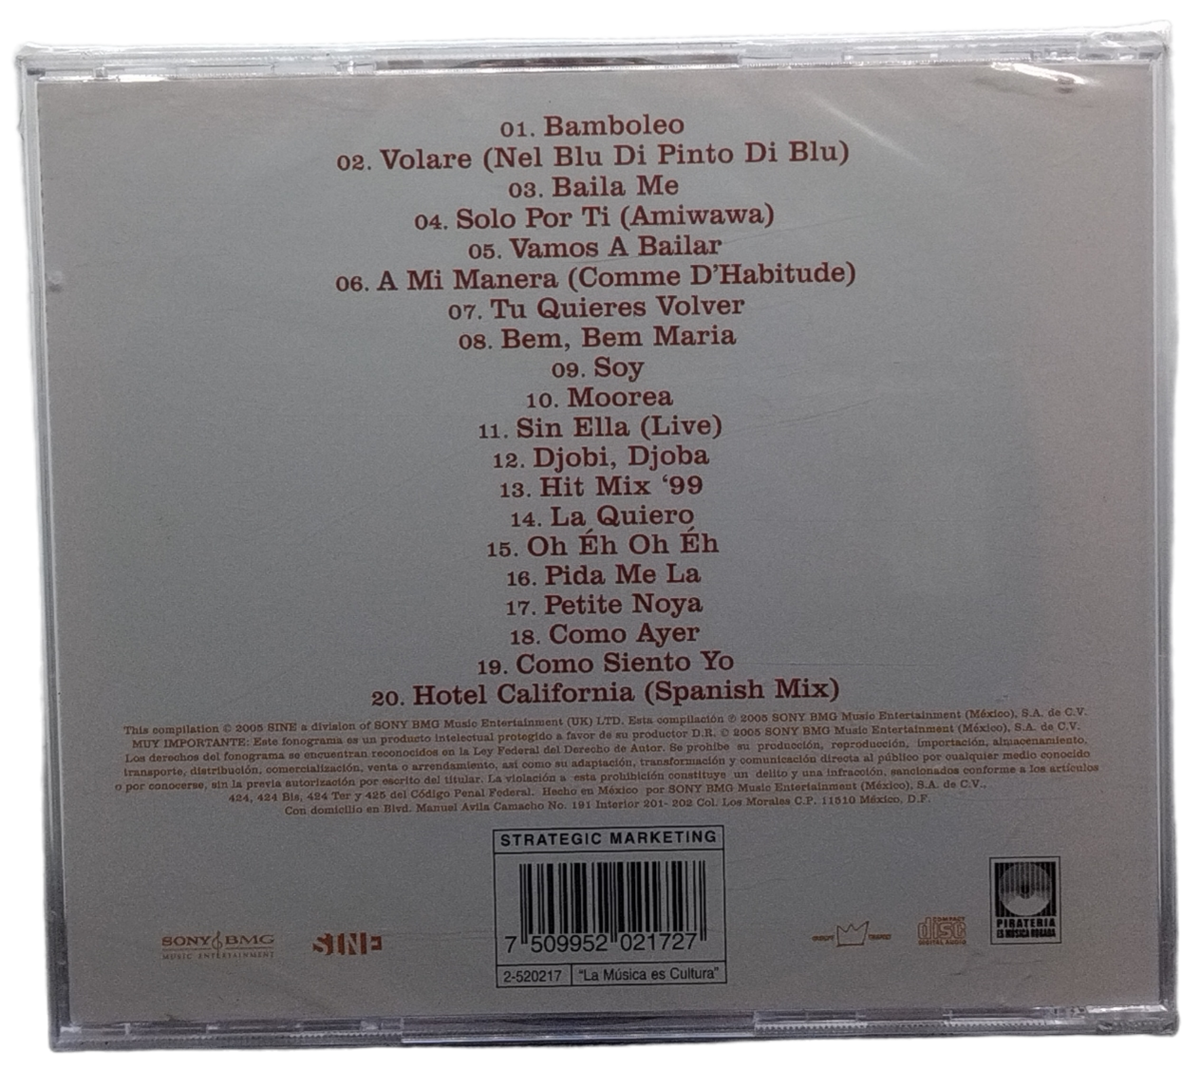 01. Bamboleo
02. Volare (Nel Blu Di Pinto Di Blu)
03. Baila Me
04. Solo Por Ti (Amiwawa)
05. Vamos A Bailar
06. A Mi Manera (Comme D'Habitude)
07. Tu Quieres Volver
08. Bem, Bem Maria
09. Soy
10. Moorea
11. Sin Ella (Live)
12. Djobi, Djoba
13. Hit Mix ‘99
14. La Quiero
15. Oh Éh Oh Éh
16. Pida Me La
17. Petite Noya
18. Como Ayer
19. Como Siento Yo
20. Hotel California (Spanish Mix)
This compilation © 2005 SINE a division of SONY BMG Music Entertainment (UK) LTD. Esta compilación ℗ 2005 SONY BMG Music Entertainment (México), S.A. de C.V.
MUY IMPORTANTE: Este fonograma es un producto intelectual protegido a favor de su productor D.R. © 2005 SONY BMG Music Entertainment (México), S.A. de C.V.
Los derechos del fonograma se encuentran reconocidos en la Ley Federal del Derecho de Autor. Se prohibe su producción, reproducción, importación, almacenamiento,
transporte, distribución, comercialización, venta o arrendamiento, así como su adaptación, transformación y comunicación directa al público por cualquier medio conocido
o por conocerse, sin la previa autorización por escrito del titular. La violación a esta prohibición constituye un delito y una infracción, sancionados conforme a los artículos
424, 424 Bis, 424 Ter y 425 del Código Penal Federal. Hecho en México por SONY BMG Music Entertainment (México), S.A. de C.V.,
Con domicilio en Blvd. Manuel Avila Camacho No. 191 Interior 201- 202 Col. Los Morales C.P. 11510 México, D.F.
STRATEGIC MARKETING
7 509952 021727
2-520217 "La Música es Cultura"
SONY BMG
MUSIC ENTERTAINMENT
SINE
COMPACT
disc
DIGITAL AUDIO
PIRATERIA
ES MUSICA ROBADA